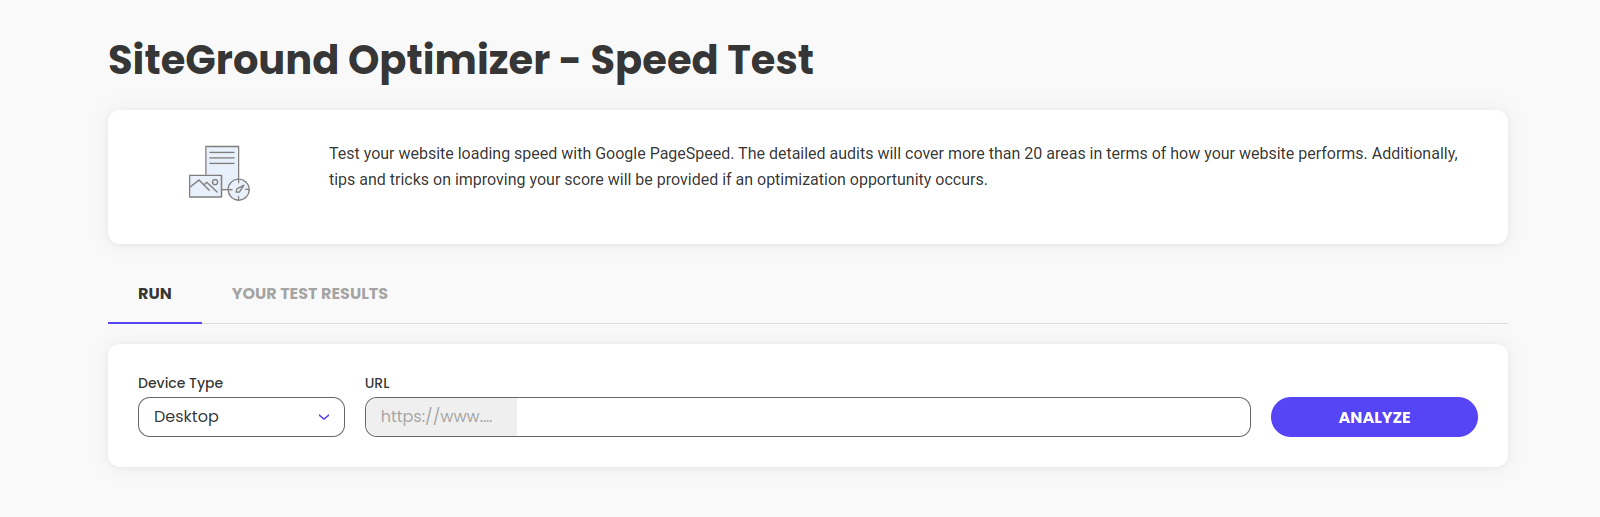 SiteGround Optimizer - Speed Test
Test your website loading speed with Google PageSpeed. The detailed audits will cover more than 20 areas in terms of how your website performs. Additionally,
tips and tricks on improving your score will be provided if an optimization opportunity occurs.
RUN
YOUR TEST RESULTS
Device Type
URL
Desktop
https://www....
ANALYZE